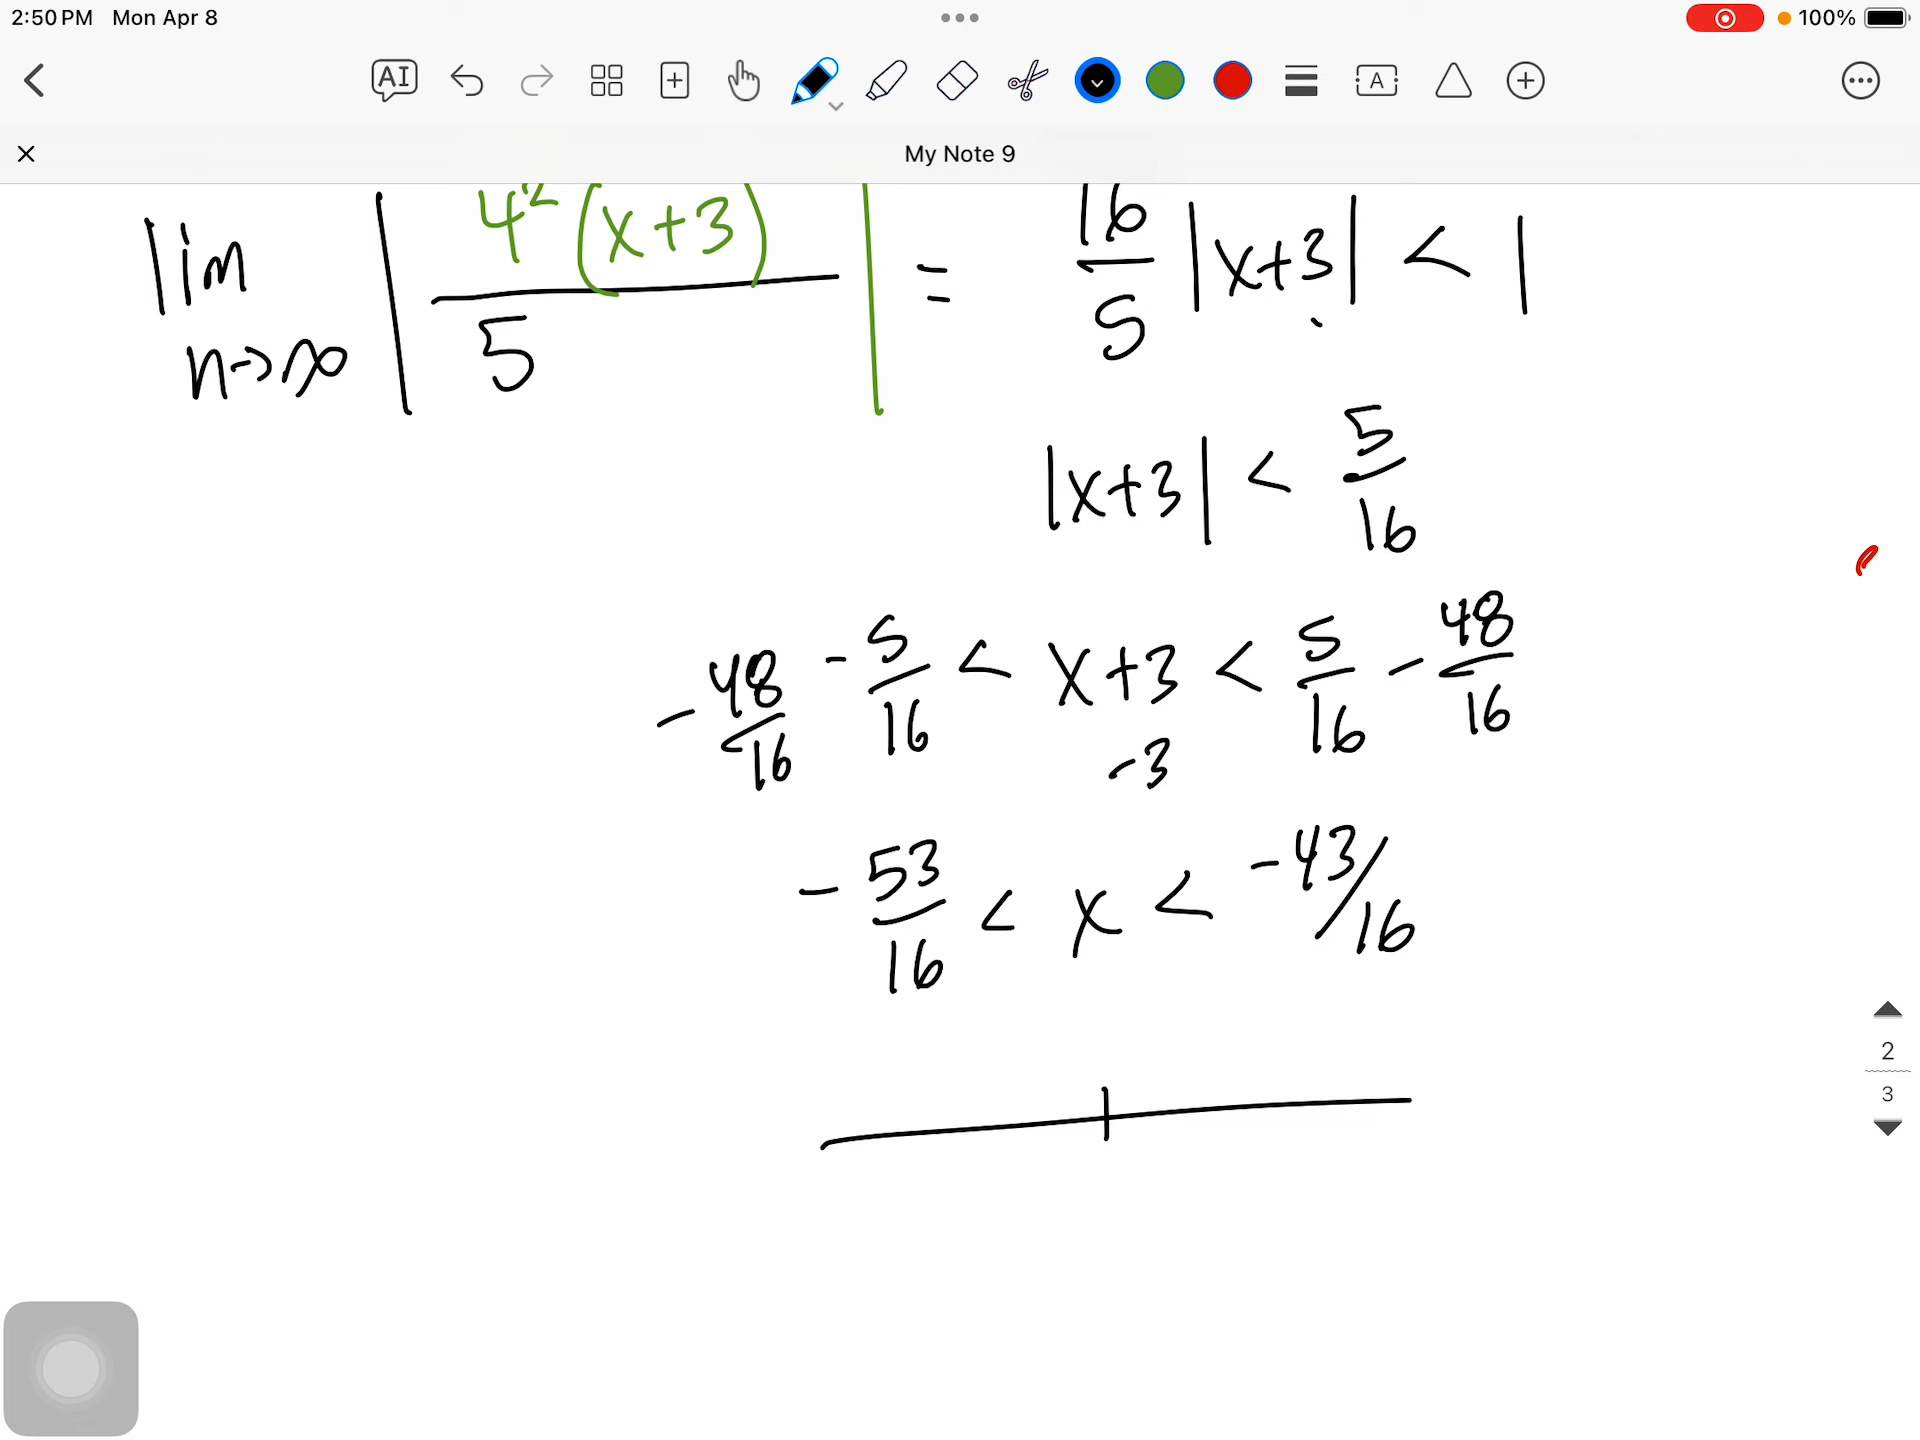 2:50 PM Mon Apr 8
100%
AI
A
My Note 9
lim n→∞ | 4²(x+3) / 5 | = 16/5 |x+3| < 1
|x+3| < 5/16
- 48/16 - 5/16 < x+3 < 5/16 - 48/16
-3
- 53/16 < x < -43/16
2
3